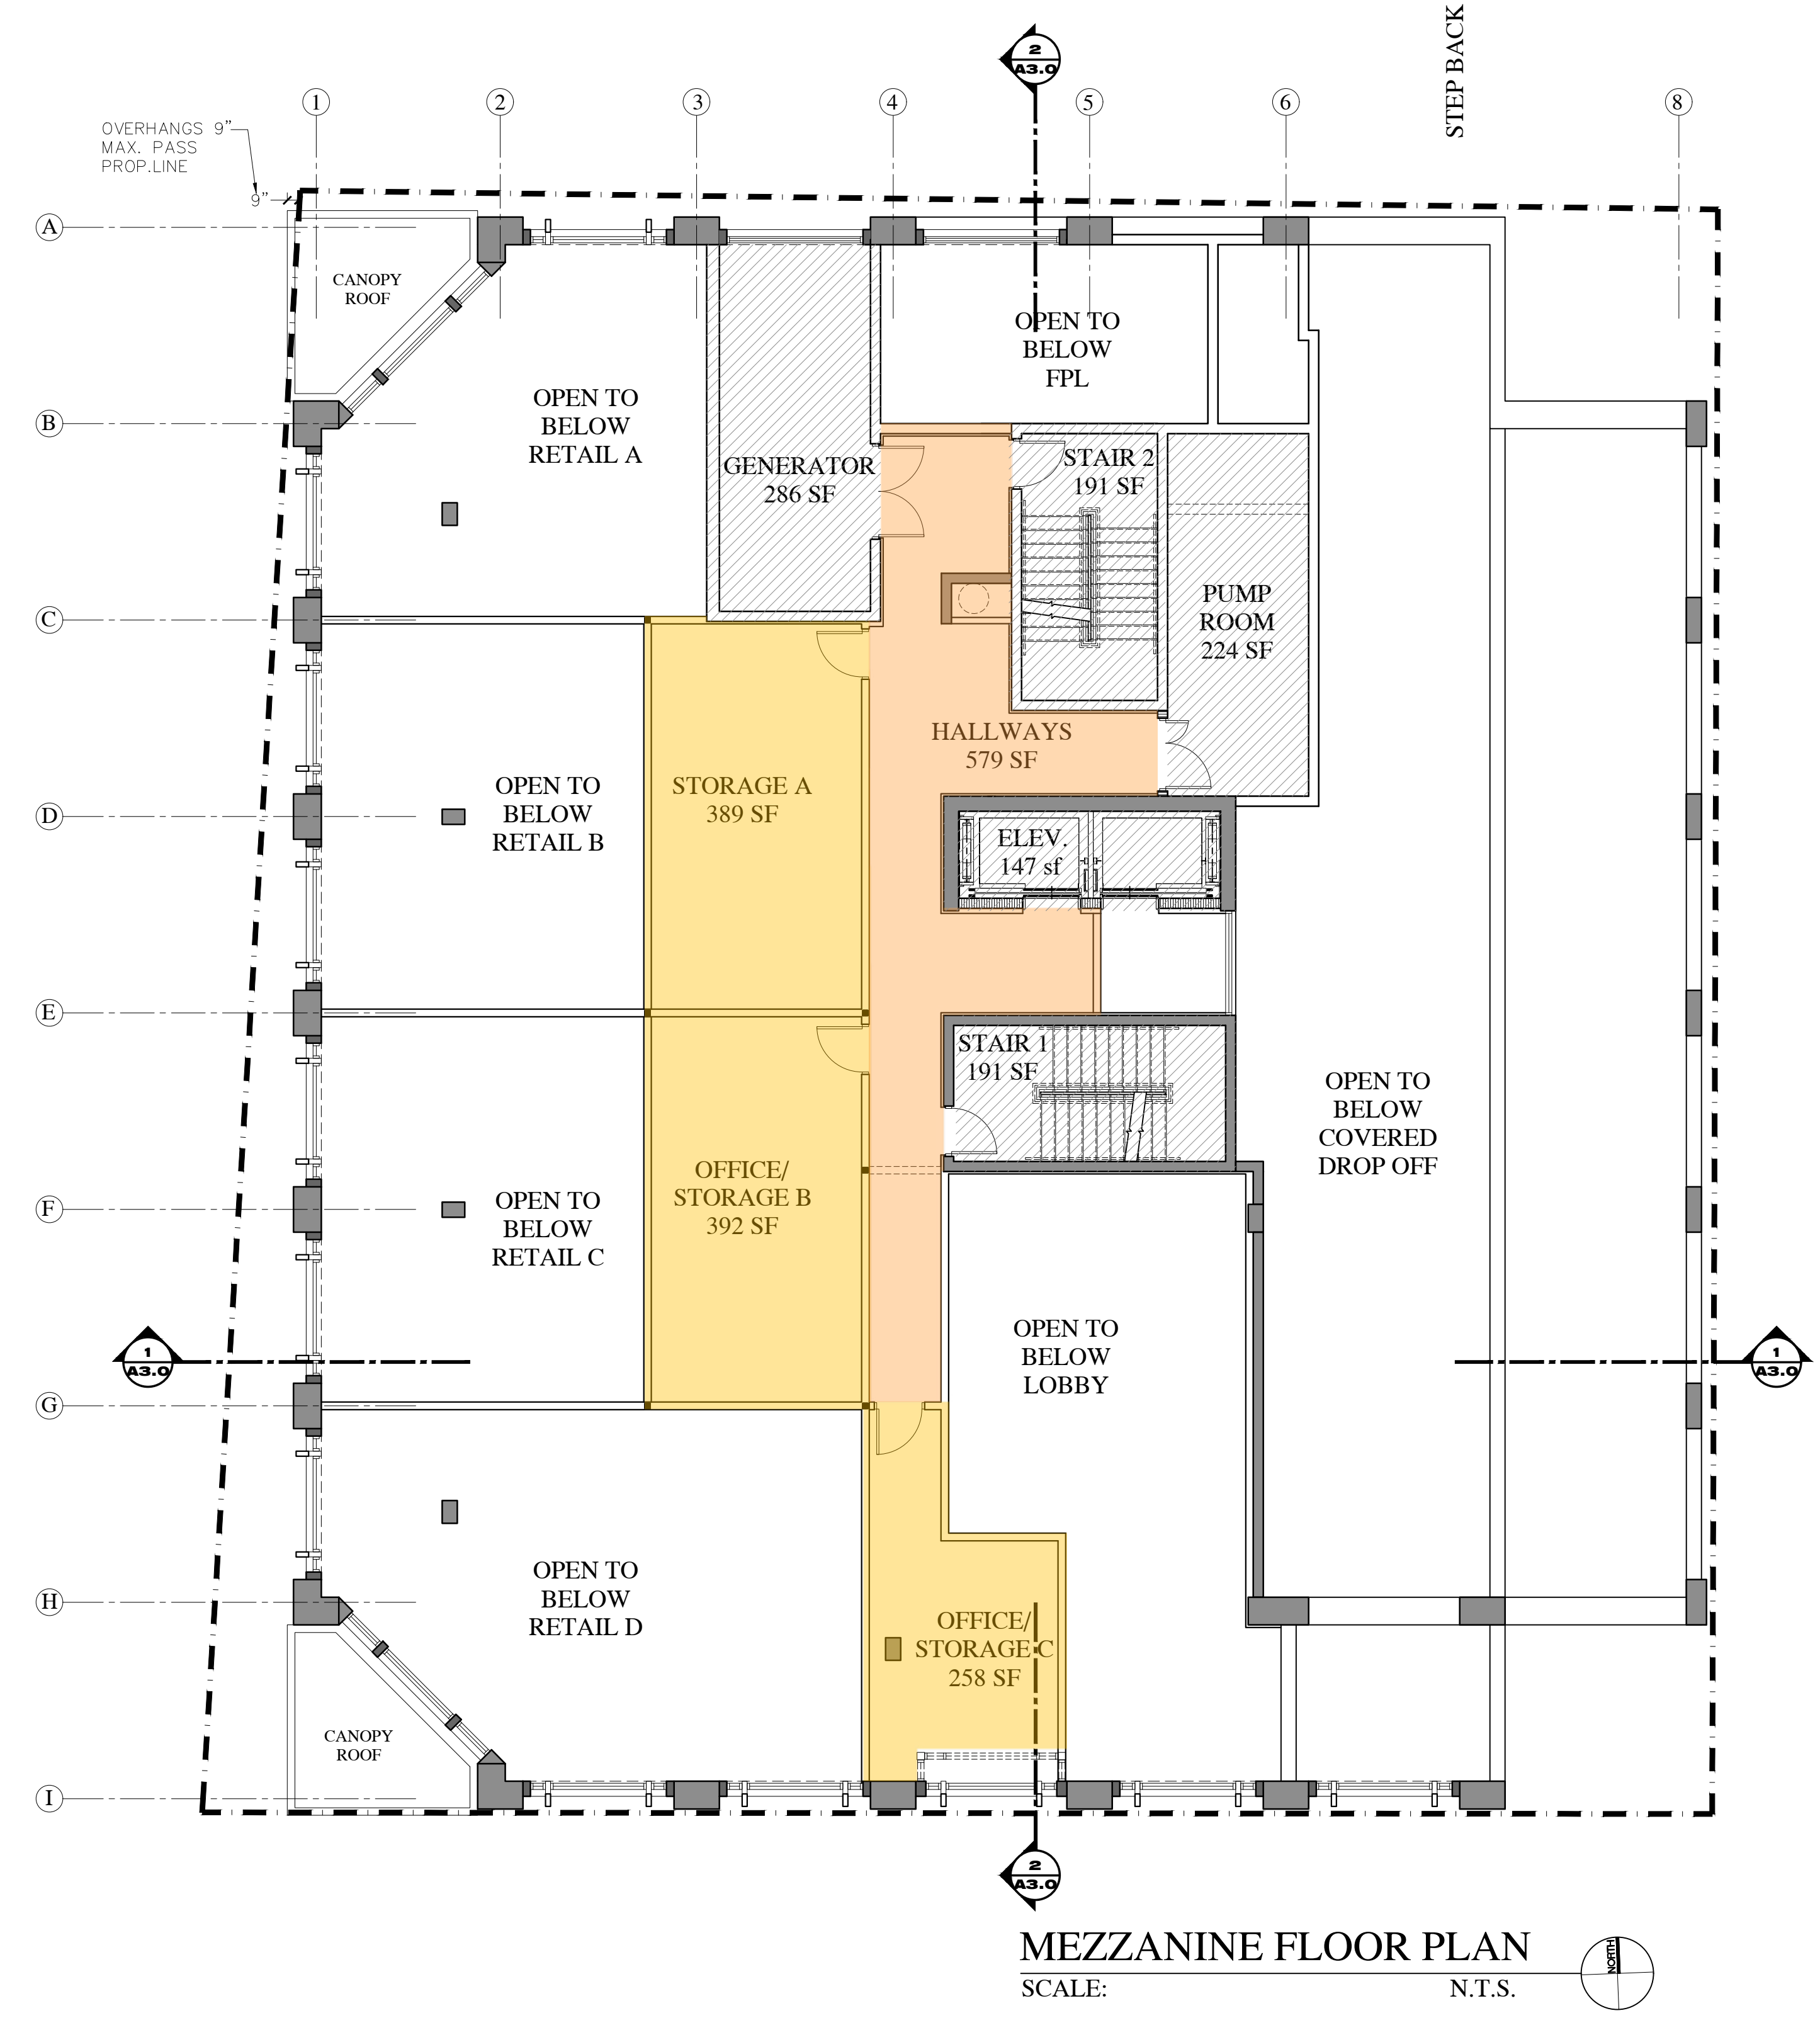 STEP BACK
2
A3.0
1
2
3
4
5
6
8
OVERHANGS 9"
MAX. PASS
PROP.LINE
9"
A
CANOPY
ROOF
OPEN TO
BELOW
FPL
OPEN TO
BELOW
RETAIL A
B
GENERATOR
286 SF
STAIR 2
191 SF
C
PUMP
ROOM
224 SF
HALLWAYS
579 SF
OPEN TO
BELOW
RETAIL B
STORAGE A
389 SF
D
ELEV.
147 sf
E
STAIR 1
191 SF
OPEN TO
BELOW
COVERED
DROP OFF
OFFICE/
STORAGE B
392 SF
OPEN TO
BELOW
RETAIL C
F
OPEN TO
BELOW
LOBBY
1
A3.0
1
A3.0
G
OPEN TO
BELOW
RETAIL D
H
OFFICE/
STORAGE C
258 SF
CANOPY
ROOF
I
2
A3.0
MEZZANINE FLOOR PLAN
SCALE: N.T.S.
NORTH